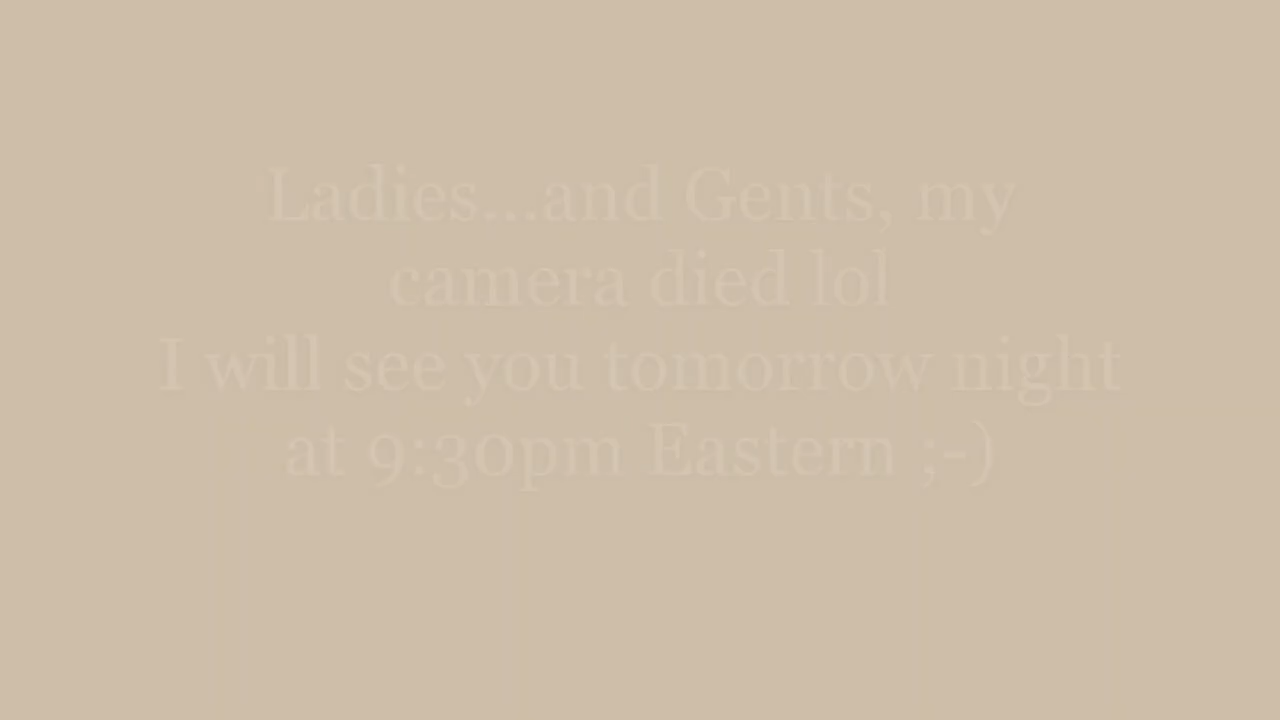 Ladies...and Gents, my
camera died lol
I will see you tomorrow night
at 9:30pm Eastern ;-)